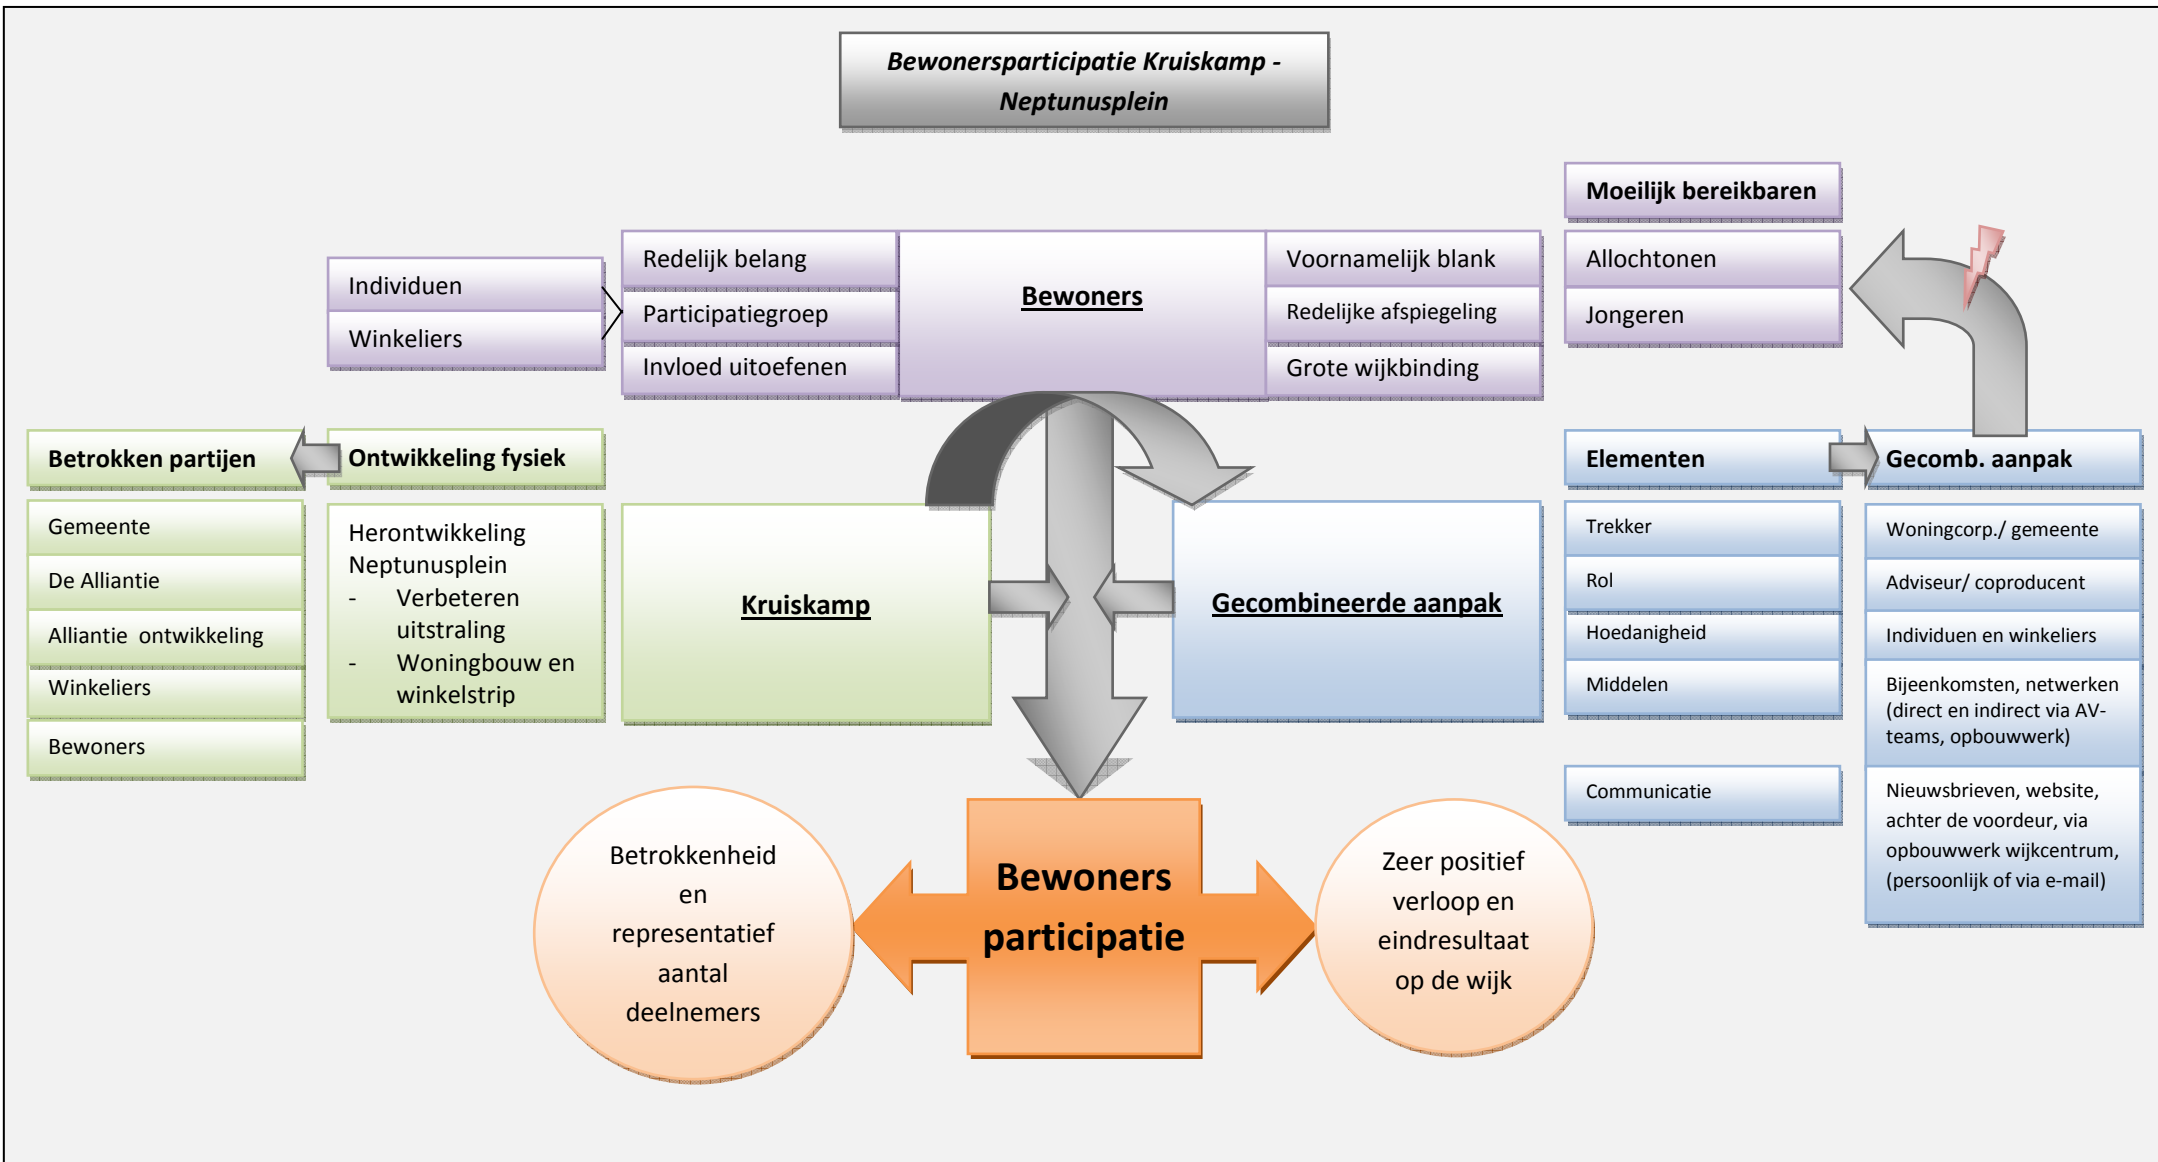 Bewonersparticipatie Kruiskamp -
Neptunusplein
Moeilijk bereikbaren
Allochtonen
Jongeren
Individuen
Winkeliers
Redelijk belang
Participatiegroep
Invloed uitoefenen
Bewoners
Voornamelijk blank
Redelijke afspiegeling
Grote wijkbinding
Betrokken partijen
Gemeente
De Alliantie
Alliantie  ontwikkeling
Winkeliers
Bewoners
Ontwikkeling fysiek
Herontwikkeling
Neptunusplein
- Verbeteren
uitstraling
- Woningbouw en
winkelstrip
Kruiskamp
Gecombineerde aanpak
Elementen
Trekker
Rol
Hoedanigheid
Middelen
Communicatie
Gecomb. aanpak
Woningcorp./ gemeente
Adviseur/ coproducent
Individuen en winkeliers
Bijeenkomsten, netwerken
(direct en indirect via AV-
teams, opbouwwerk)
Nieuwsbrieven, website,
achter de voordeur, via
opbouwwerk wijkcentrum,
(persoonlijk of via e-mail)
Betrokkenheid
en
representatief
aantal
deelnemers
Bewoners
participatie
Zeer positief
verloop en
eindresultaat
op de wijk